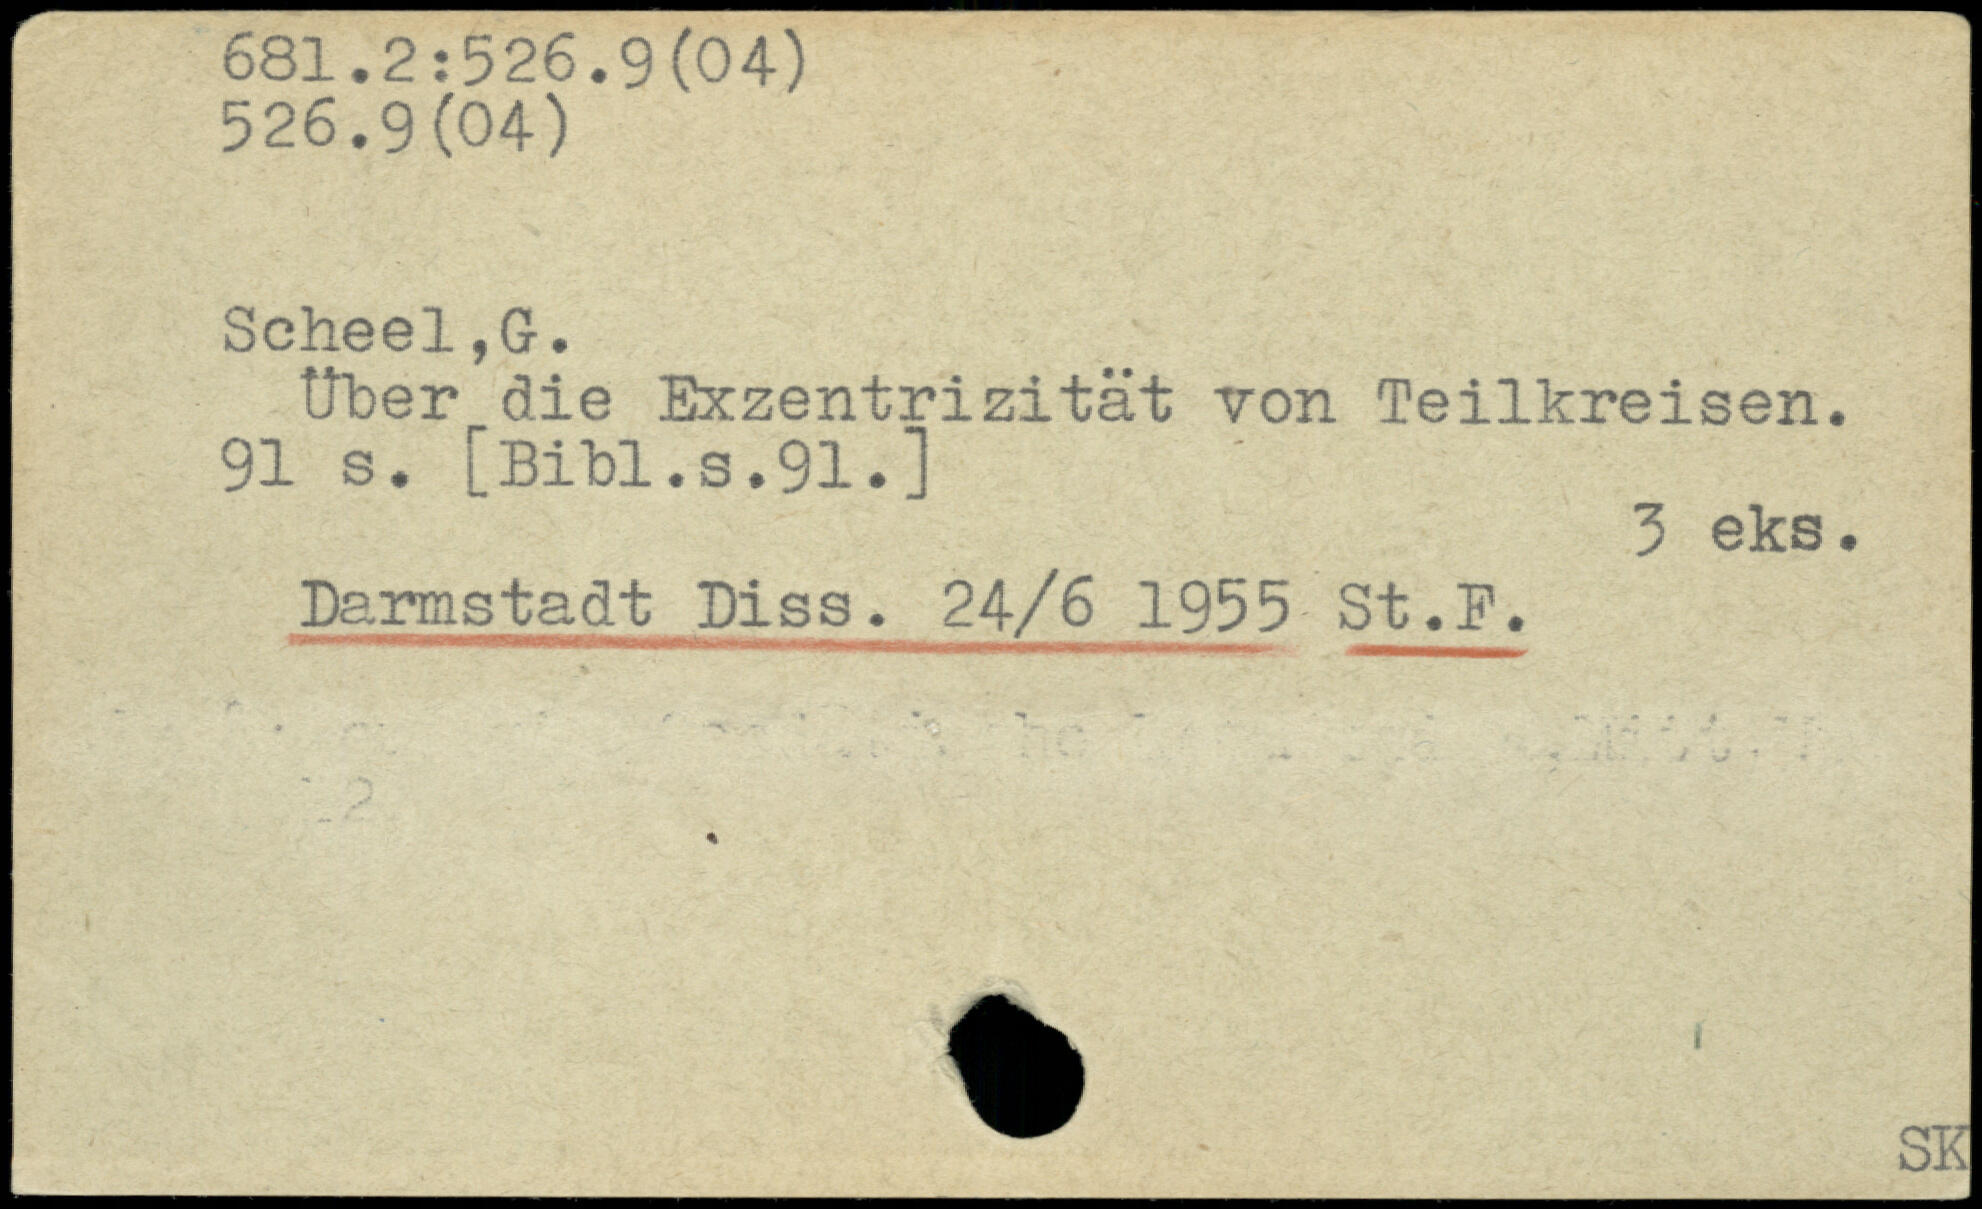 681.2:526.9(04)
526.9(04)
Scheel,G.
Über die Exzentrizität von Teilkreisen.
91 s. [Bibl.s.91.]
3 eks.
Darmstadt Diss. 24/6 1955 St.F.
SK